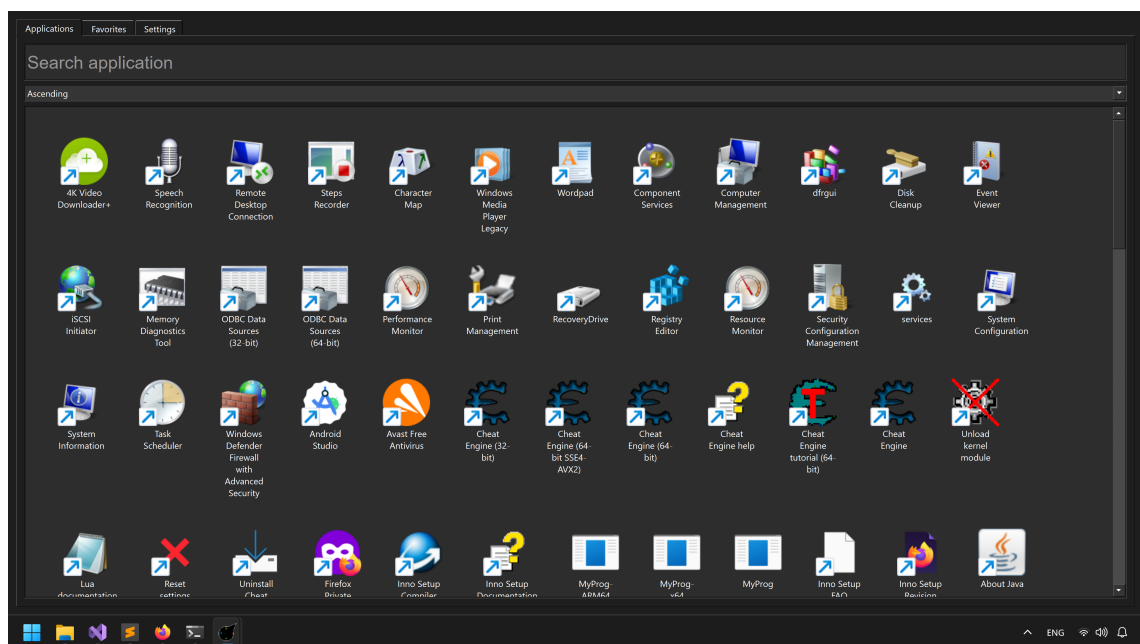 Applications Favorites Settings
Search application
Ascending
4K Video Downloader+
Speech Recognition
Remote Desktop Connection
Steps Recorder
Character Map
Windows Media Player Legacy
Wordpad
Component Services
Computer Management
dfrgui
Disk Cleanup
Event Viewer
iSCSI Initiator
Memory Diagnostics Tool
ODBC Data Sources (32-bit)
ODBC Data Sources (64-bit)
Performance Monitor
Print Management
RecoveryDrive
Registry Editor
Resource Monitor
Security Configuration Management
services
System Configuration
System Information
Task Scheduler
Windows Defender Firewall with Advanced Security
Android Studio
Avast Free Antivirus
Cheat Engine (32-bit)
Cheat Engine (64-bit SSE4-AVX2)
Cheat Engine (64-bit)
Cheat Engine help
Cheat Engine tutorial (64-bit)
Cheat Engine
Unload kernel module
Lua documentation
Reset settings
Uninstall Cheat
Firefox Private
Inno Setup Compiler
Inno Setup Documentation
MyProg-ARM64
MyProg-x64
MyProg
Inno Setup FAQ
Inno Setup Revision
About Java
ENG